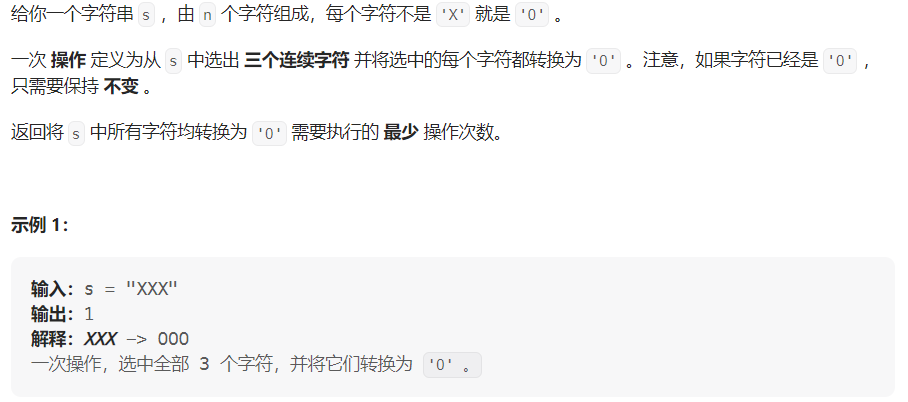 给你一个字符串 s ，由 n 个字符组成，每个字符不是 'X' 就是 'O' 。
一次 操作 定义为从 s 中选出 三个连续字符 并将选中的每个字符都转换为 'O' 。注意，如果字符已经是 'O' ，
只需要保持 不变 。
返回将 s 中所有字符均转换为 'O' 需要执行的 最少 操作次数。
示例 1：
输入：s = "XXX"
输出：1
解释：XXX -> OOO
一次操作，选中全部 3 个字符，并将它们转换为 'O' 。